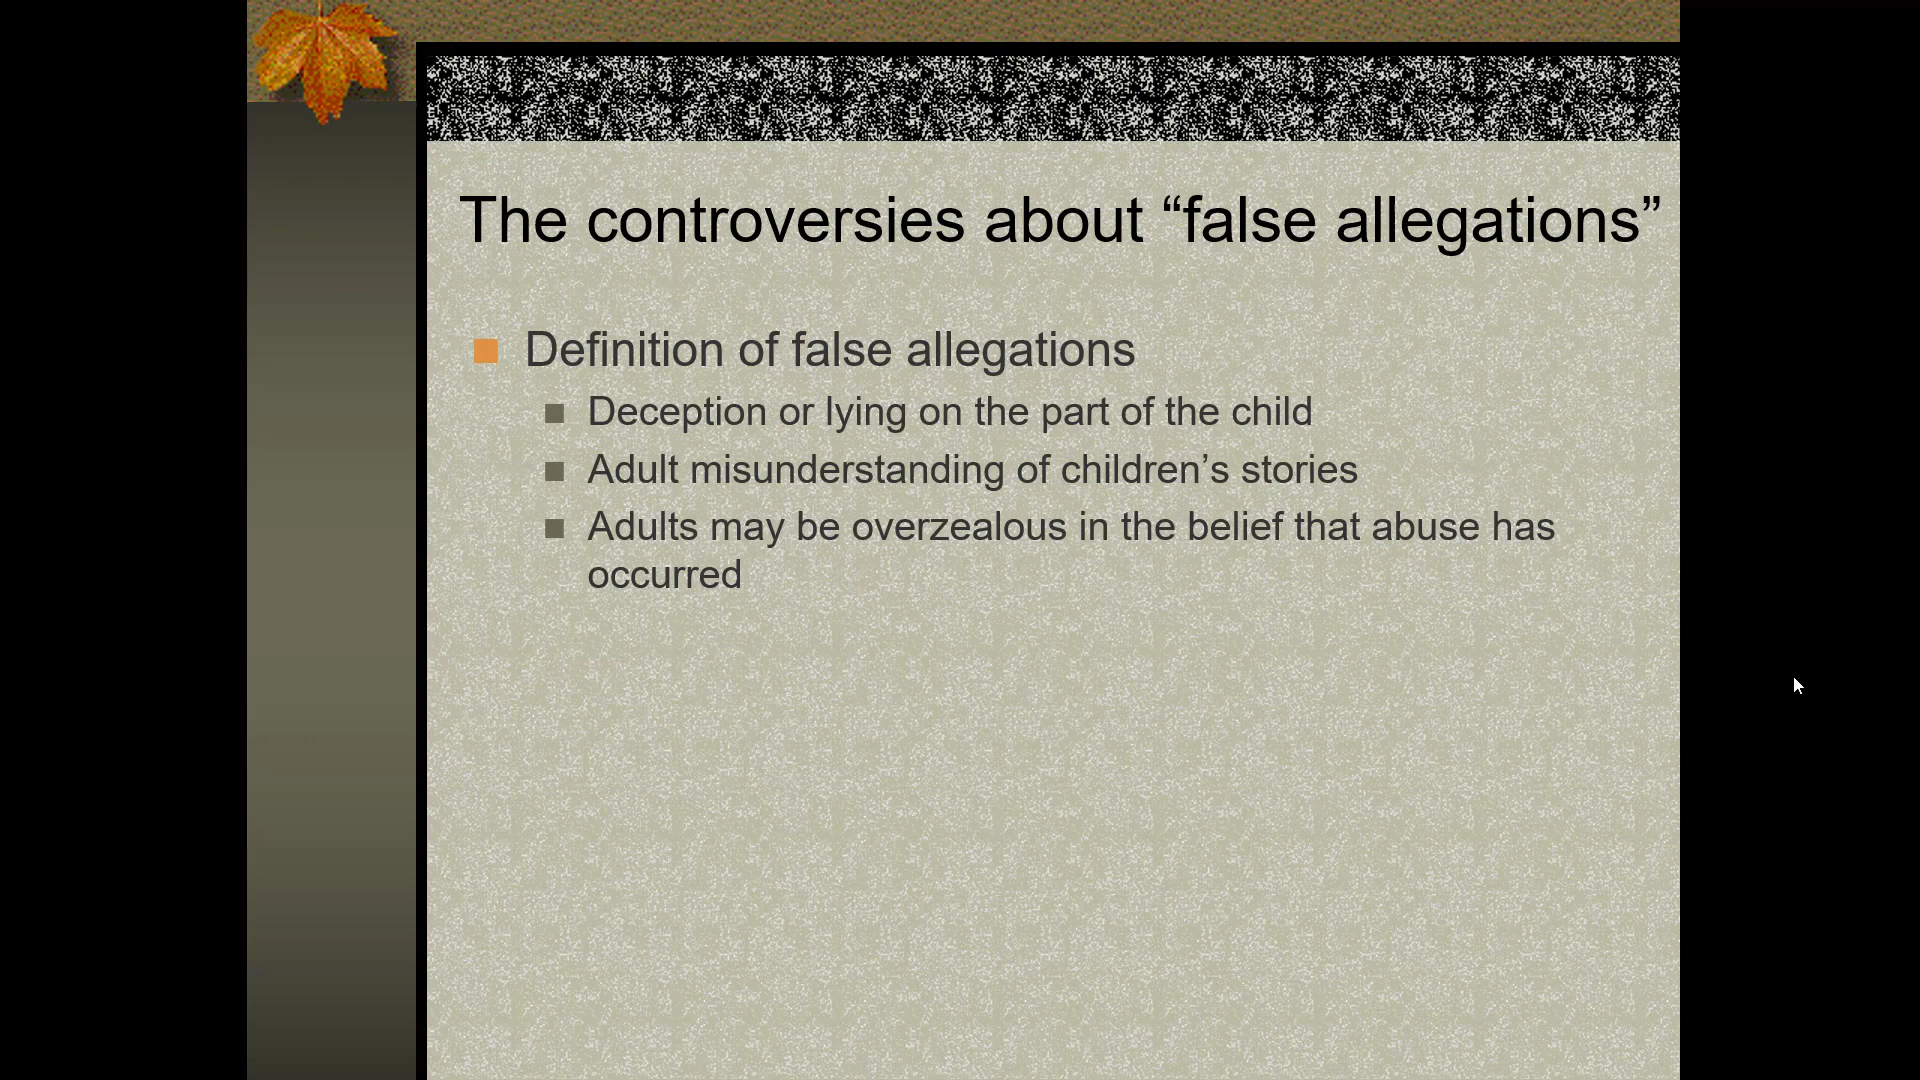 The controversies about “false allegations”
Definition of false allegations
Deception or lying on the part of the child
Adult misunderstanding of children’s stories
Adults may be overzealous in the belief that abuse has
occurred